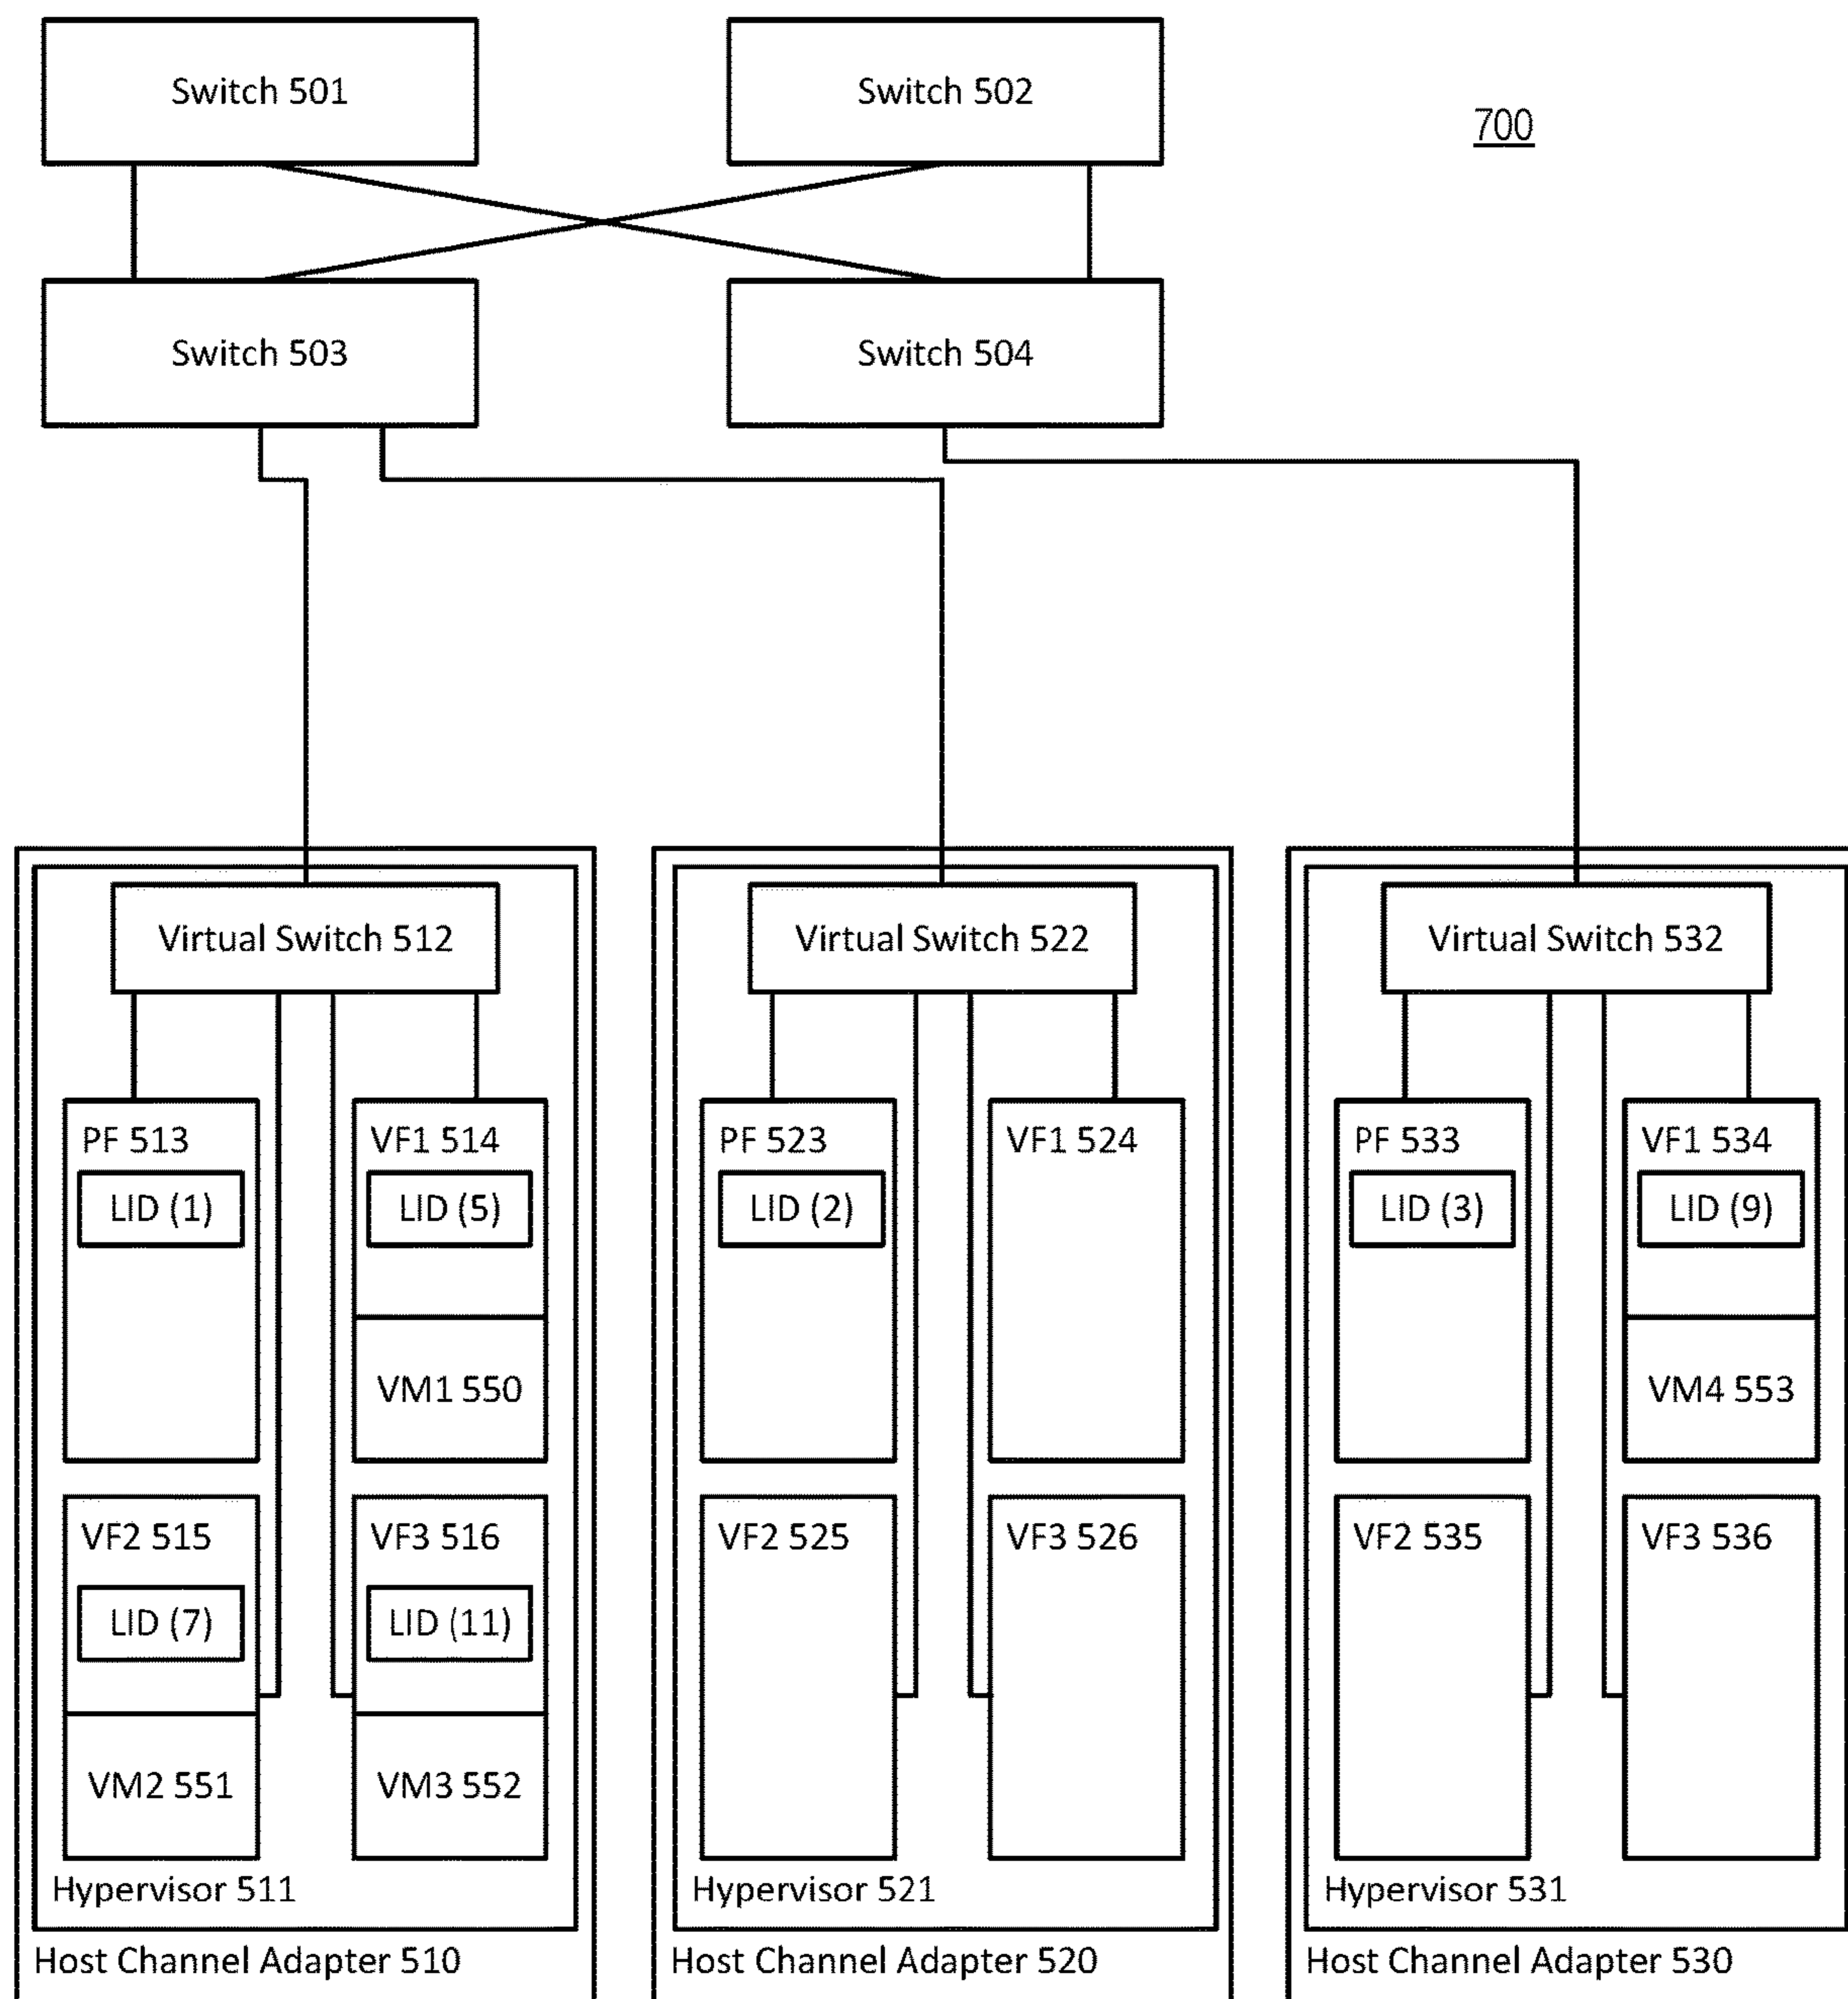 Switch 501
Switch 502
700
Switch 503
Switch 504
Virtual Switch 512
Virtual Switch 522
Virtual Switch 532
PF 513
LID (1)
VF1 514
LID (5)
VM1 550
VF2 515
LID (7)
VM2 551
VF3 516
LID (11)
VM3 552
Hypervisor 511
Host Channel Adapter 510
PF 523
LID (2)
VF1 524
VF2 525
VF3 526
Hypervisor 521
Host Channel Adapter 520
PF 533
LID (3)
VF1 534
LID (9)
VM4 553
VF2 535
VF3 536
Hypervisor 531
Host Channel Adapter 530